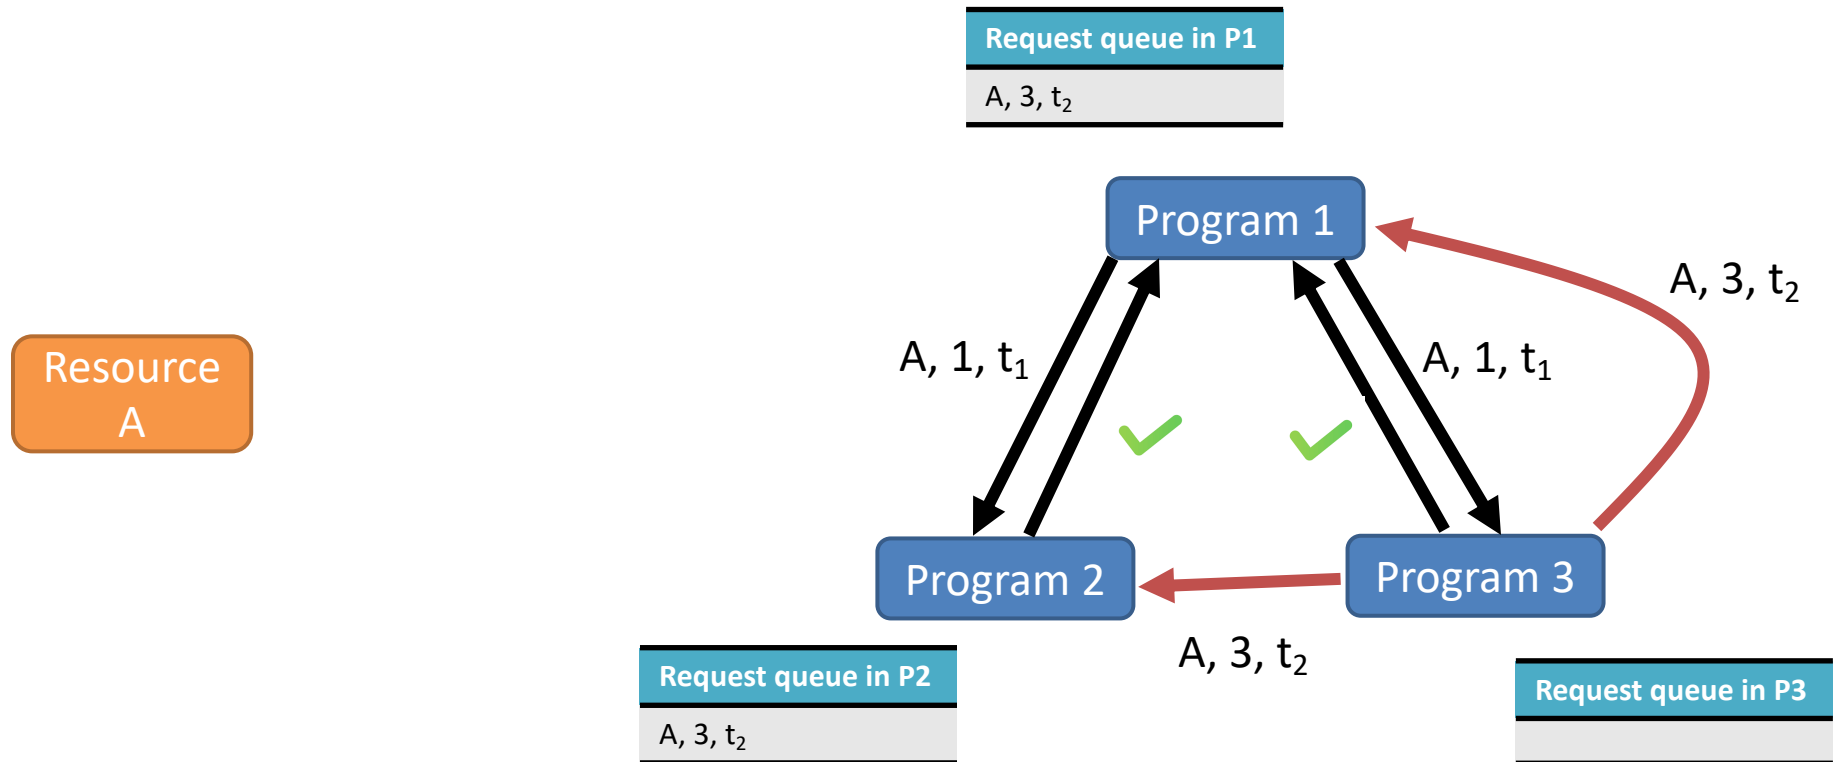 Request queue in P1
A, 3, t₂
Program 1
A, 3, t₂
Resource
A
A, 1, t₁
A, 1, t₁
Program 2
Program 3
A, 3, t₂
Request queue in P2
A, 3, t₂
Request queue in P3